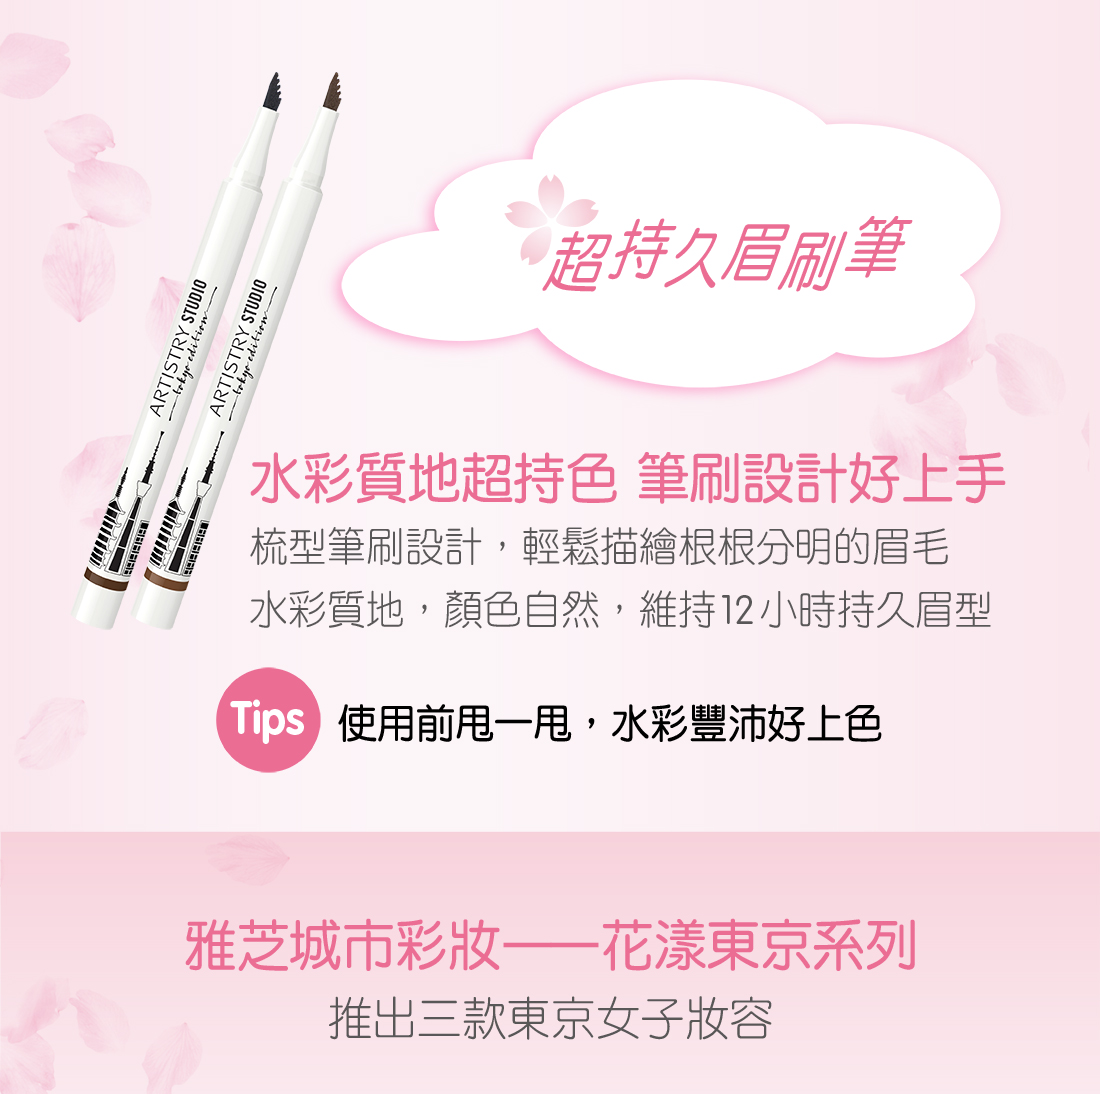 超持久眉刷筆
ARTISTRY STUDIO
tokyo edition
ARTISTRY STUDIO
tokyo edition
水彩質地超持色 筆刷設計好上手
梳型筆刷設計，輕鬆描繪根根分明的眉毛
水彩質地，顏色自然，維持12小時持久眉型
Tips 使用前甩一甩，水彩豐沛好上色
雅芝城市彩妝——花漾東京系列
推出三款東京女子妝容